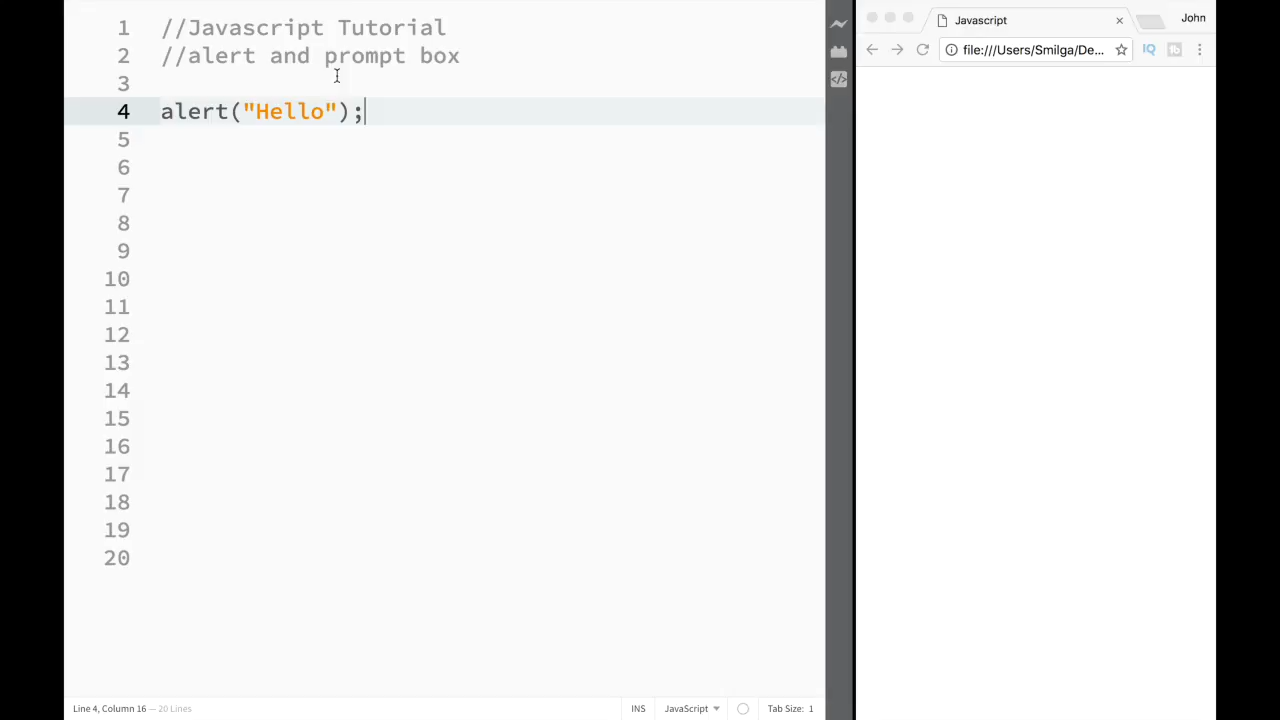 1 //Javascript Tutorial
2 //alert and prompt box
3
4 alert("Hello");
5
6
7
8
9
10
11
12
13
14
15
16
17
18
19
20
Line 4, Column 16 — 20 Lines INS JavaScript Tab Size: 1
Javascript John
file:///Users/Smilga/De... IQ tb